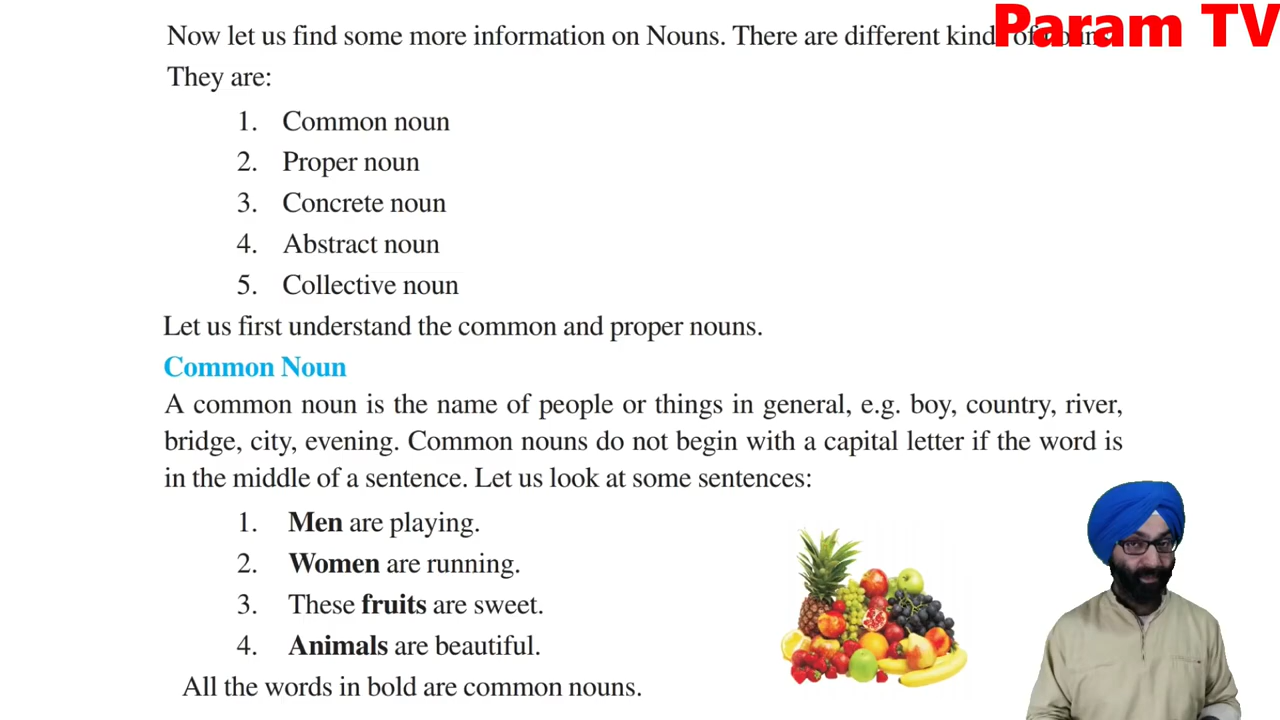 Now let us find some more information on Nouns. There are different kind of
Param TV
They are:
1. Common noun
2. Proper noun
3. Concrete noun
4. Abstract noun
5. Collective noun
Let us first understand the common and proper nouns.
Common Noun
A common noun is the name of people or things in general, e.g. boy, country, river,
bridge, city, evening. Common nouns do not begin with a capital letter if the word is
in the middle of a sentence. Let us look at some sentences:
1. Men are playing.
2. Women are running.
3. These fruits are sweet.
4. Animals are beautiful.
All the words in bold are common nouns.